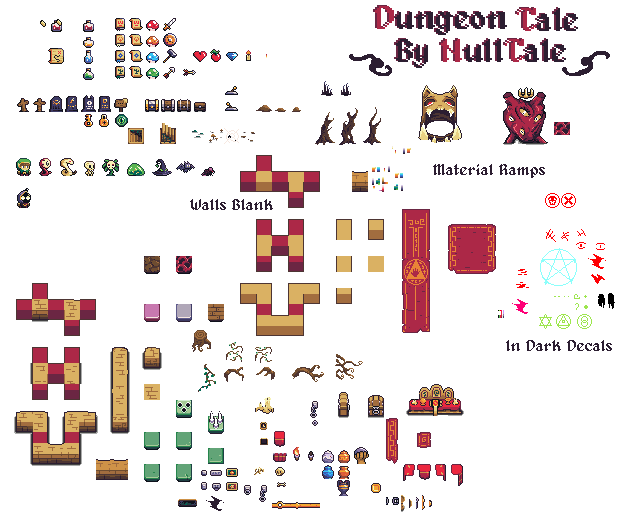 Dungeon Tale
By NullTale
Material Ramps
Walls Blank
In Dark Decals